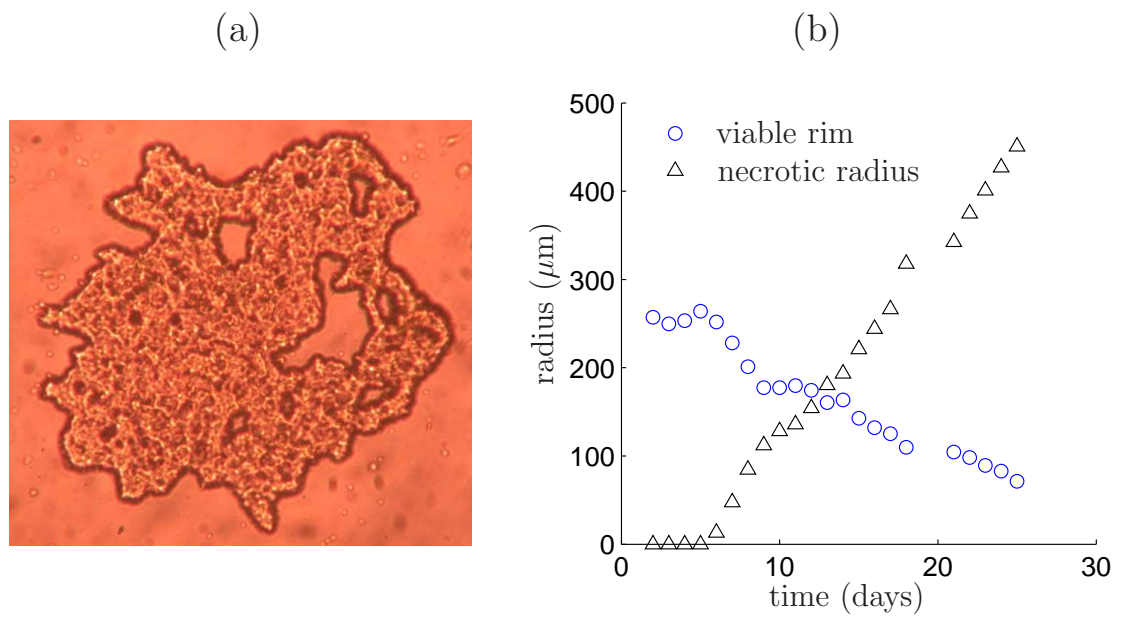 (a)
(b)
500
400
300
200
100
0
radius (μm)
viable rim
necrotic radius
0
10
20
30
time (days)